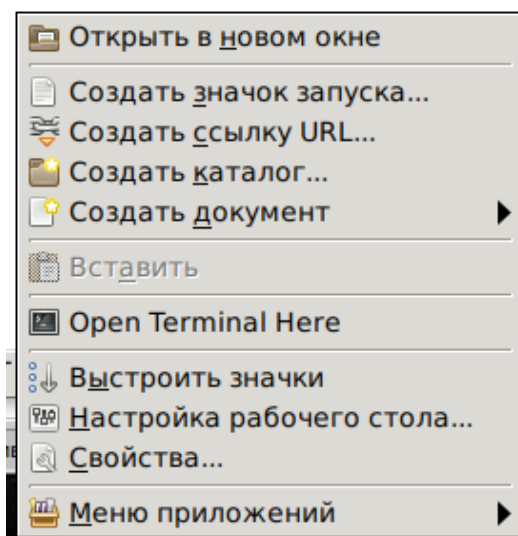 Открыть в новом окне
Создать значок запуска...
Создать ссылку URL...
Создать каталог...
Создать документ
Вставить
Open Terminal Here
Выстроить значки
Настройка рабочего стола...
Свойства...
Меню приложений